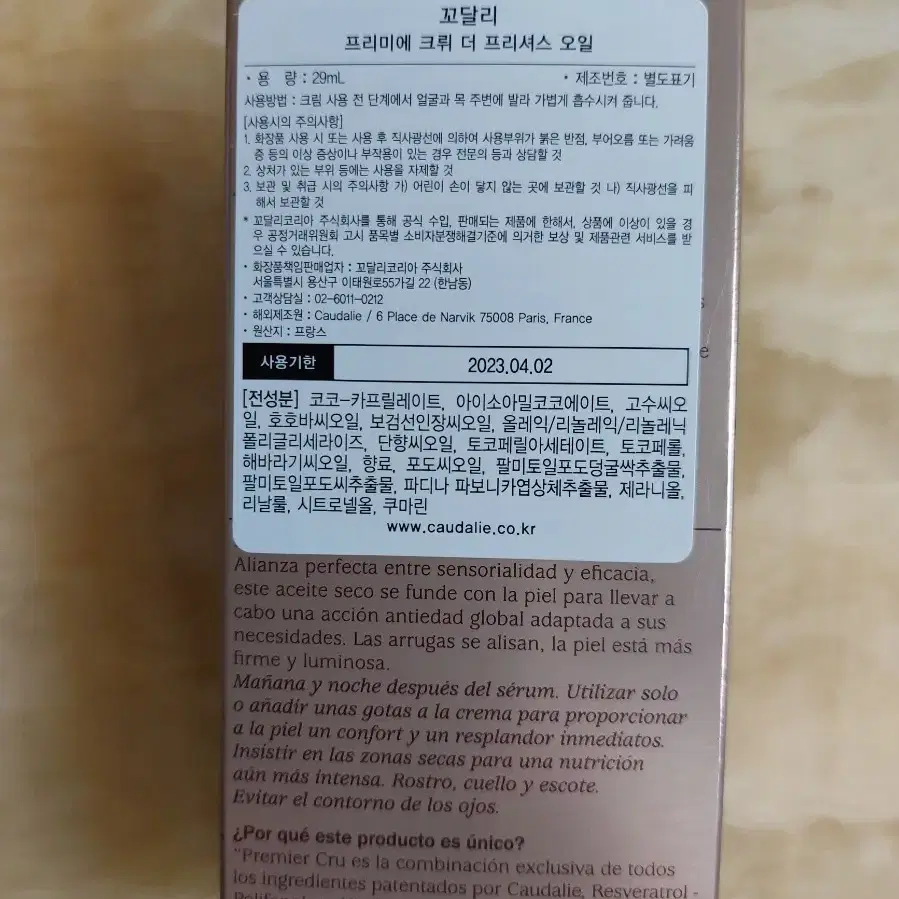 꼬달리
프리미에 크뤼 더 프리셔스 오일
• 용 량 : 29mL • 제조번호 : 별도표기
사용방법 : 크림 사용 전 단계에서 얼굴과 목 주변에 발라 가볍게 흡수시켜 줍니다.
[사용시의 주의사항]
1. 화장품 사용 시 또는 사용 후 직사광선에 의하여 사용부위가 붉은 반점, 부어오름 또는 가려움
증 등의 이상 증상이나 부작용이 있는 경우 전문의 등과 상담할 것
2. 상처가 있는 부위 등에는 사용을 자제할 것
3. 보관 및 취급 시의 주의사항 가) 어린이 손이 닿지 않는 곳에 보관할 것 나) 직사광선을 피
해서 보관할 것
* 꼬달리코리아 주식회사를 통해 공식 수입, 판매되는 제품에 한해서, 상품에 이상이 있을 경
우 공정거래위원회 고시 품목별 소비자분쟁해결기준에 의거한 보상 및 제품관련 서비스를 받
으실 수 있습니다.
• 화장품책임판매업자 : 꼬달리코리아 주식회사
서울특별시 용산구 이태원로55가길 22 (한남동)
• 고객상담실 : 02-6011-0212
• 해외제조원 : Caudalie / 6 Place de Narvik 75008 Paris, France
• 원산지 : 프랑스
사용기한 2023.04.02
[전성분] 코코-카프릴레이트, 아이소아밀코코에이트, 고수씨오
일, 호호바씨오일, 보검선인장씨오일, 올레익/리놀레익/리놀레닉
폴리글리세라이즈, 단향씨오일, 토코페릴아세테이트, 토코페롤,
해바라기씨오일, 향료, 포도씨오일, 팔미토일포도덩굴싹추출물,
팔미토일포도씨추출물, 파디나 파보니카엽상체추출물, 제라니올,
리날룰, 시트로넬올, 쿠마린
www.caudalie.co.kr
s
e
Alianza perfecta entre sensorialidad y eficacia,
este aceite seco se funde con la piel para llevar a
cabo una acción antiedad global adaptada a sus
necesidades. Las arrugas se alisan, la piel está más
firme y luminosa.
Mañana y noche después del sérum. Utilizar solo
o añadir unas gotas a la crema para proporcionar
a la piel un confort y un resplandor inmediatos.
Insistir en las zonas secas para una nutrición
aún más intensa. Rostro, cuello y escote.
Evitar el contorno de los ojos.
¿Por qué este producto es único?
"Premier Cru es la combinación exclusiva de todos
los ingredientes patentados por Caudalie, Resveratrol -